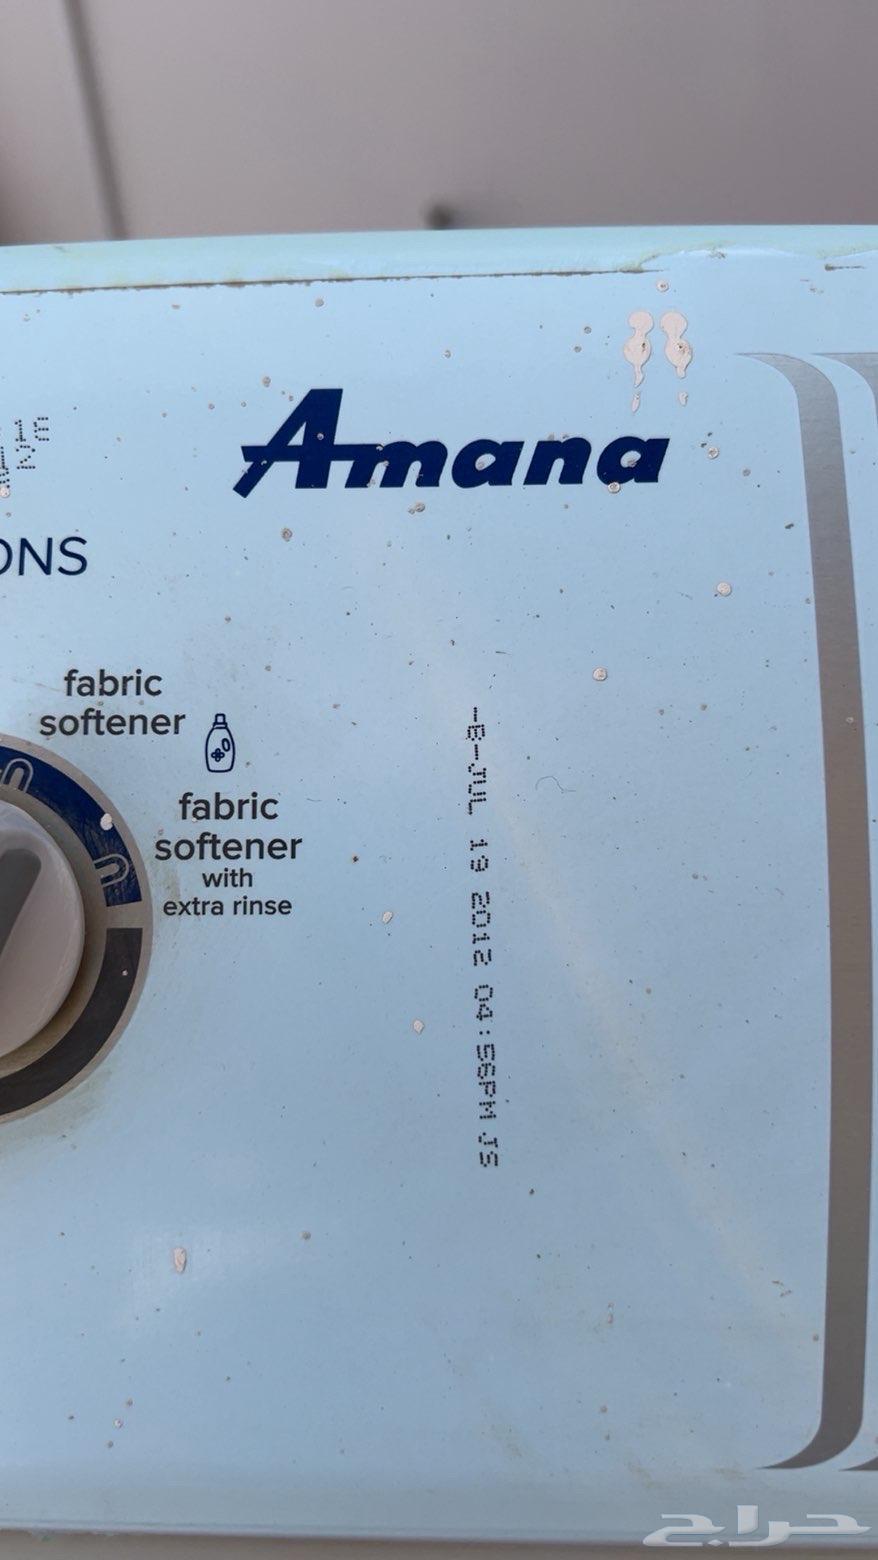 Amana
ONS
fabric
softener
fabric
softener
with
extra rinse
-E-JUL 19 2012 04:56PM JS
حراج